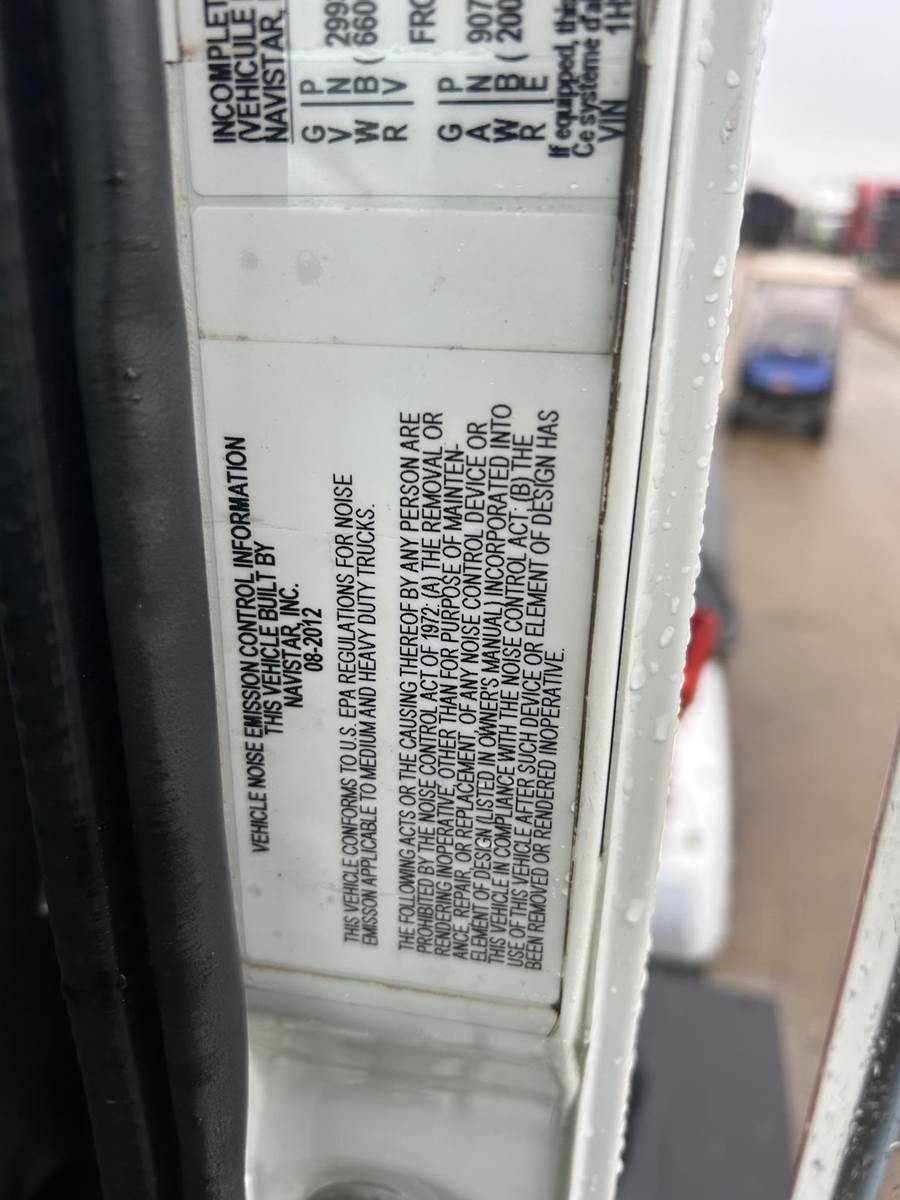 INCOMPLET
(VEHICULE
NAVISTAR,
G P 299
V N
W B ( 660
R V
FRO
G P 907
A N
W B ( 200
R E
If equipped, the
Ce système d'a
VIN 1H
VEHICLE NOISE EMISSION CONTROL INFORMATION
THIS VEHICLE BUILT BY
NAVISTAR, INC.
08-2012
THIS VEHICLE CONFORMS TO U.S. EPA REGULATIONS FOR NOISE
EMISSON APPLICABLE TO MEDIUM AND HEAVY DUTY TRUCKS.
THE FOLLOWING ACTS OR THE CAUSING THEREOF BY ANY PERSON ARE
PROHIBITED BY THE NOISE CONTROL ACT OF 1972: (A) THE REMOVAL OR
RENDERING INOPERATIVE, OTHER THAN FOR PURPOSE OF MAINTEN-
ANCE, REPAIR, OR REPLACEMENT, OF ANY NOISE CONTROL DEVICE OR
ELEMENT OF DESIGN (LISTED IN OWNER'S MANUAL) INCORPORATED INTO
THIS VEHICLE IN COMPLIANCE WITH THE NOISE CONTROL ACT; (B) THE
USE OF THIS VEHICLE AFTER SUCH DEVICE OR ELEMENT OF DESIGN HAS
BEEN REMOVED OR RENDERED INOPERATIVE.